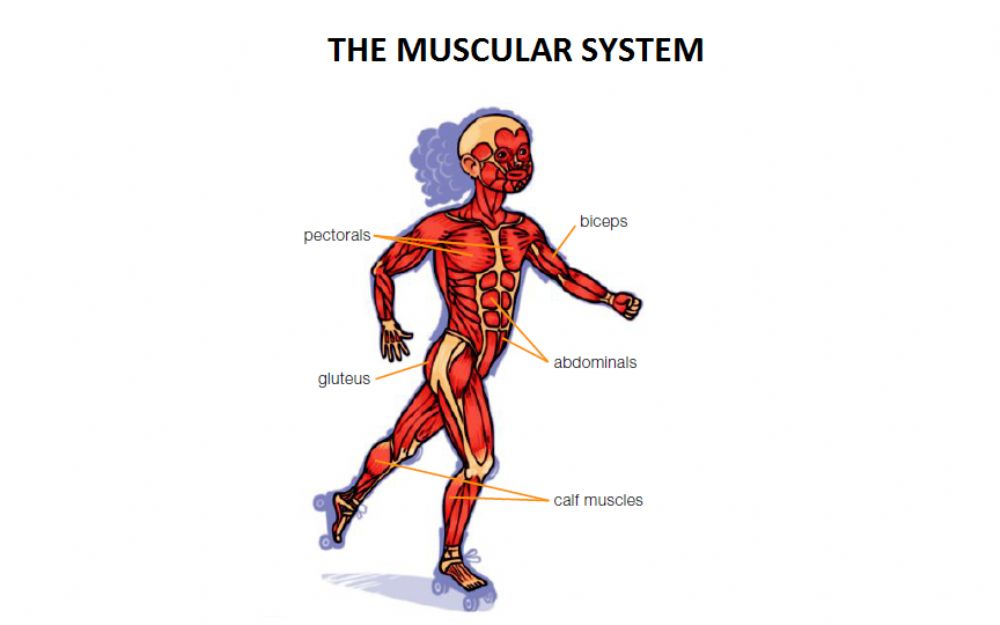 THE MUSCULAR SYSTEM
biceps
pectorals
abdominals
gluteus
calf muscles